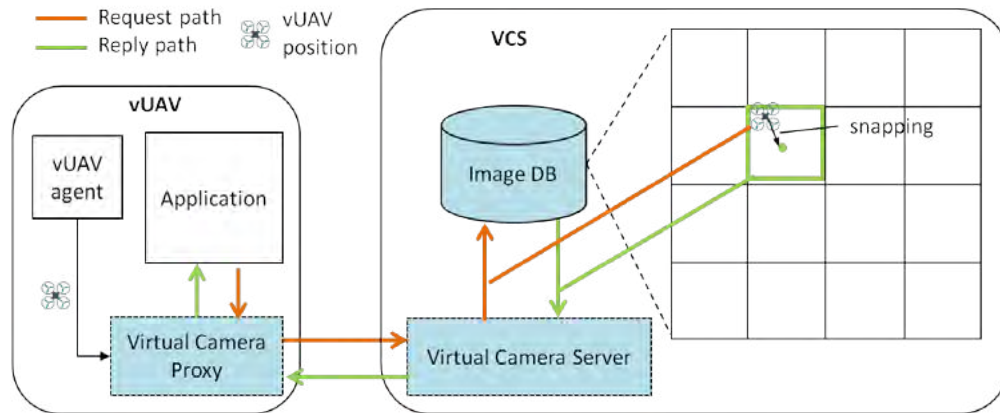 Request path
Reply path
vUAV
position
VCS
vUAV
vUAV
agent
Application
Image DB
snapping
Virtual Camera
Proxy
Virtual Camera Server